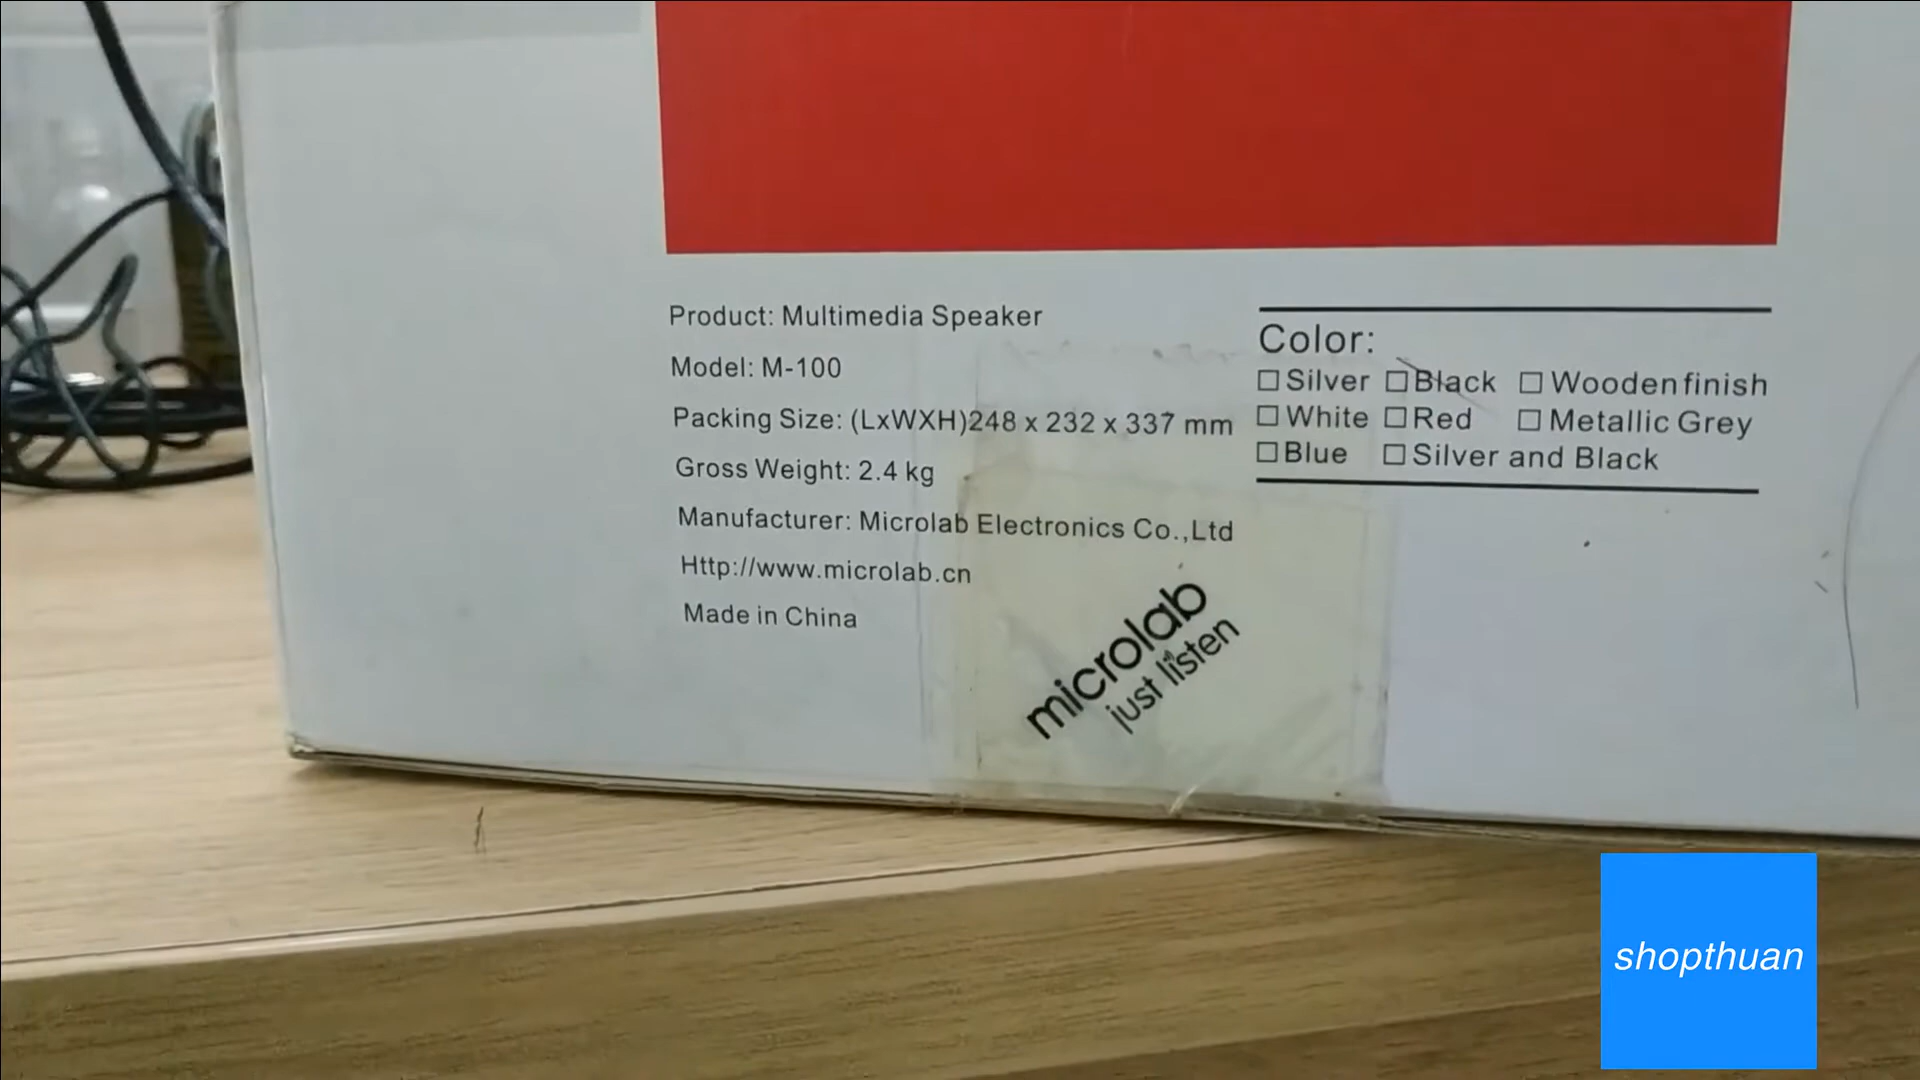 Product: Multimedia Speaker
Model: M-100
Packing Size: (LxWXH)248 x 232 x 337 mm
Gross Weight: 2.4 kg
Manufacturer: Microlab Electronics Co.,Ltd
Http://www.microlab.cn
Made in China
Color:
☐ Silver ☐ Black ☐ Wooden finish
☐ White ☐ Red ☐ Metallic Grey
☐ Blue ☐ Silver and Black
microlab
just listen
shopthuan